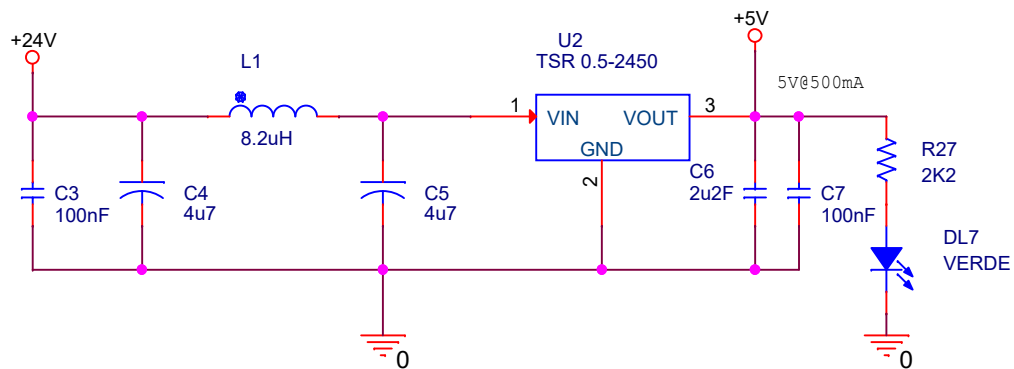 +24V
+5V
L1
U2
TSR 0.5-2450
5V@500mA
8.2uH
1
VIN
VOUT
3
GND
2
C3
100nF
C4
4u7
C5
4u7
C6
2u2F
C7
100nF
R27
2K2
DL7
VERDE
0
0